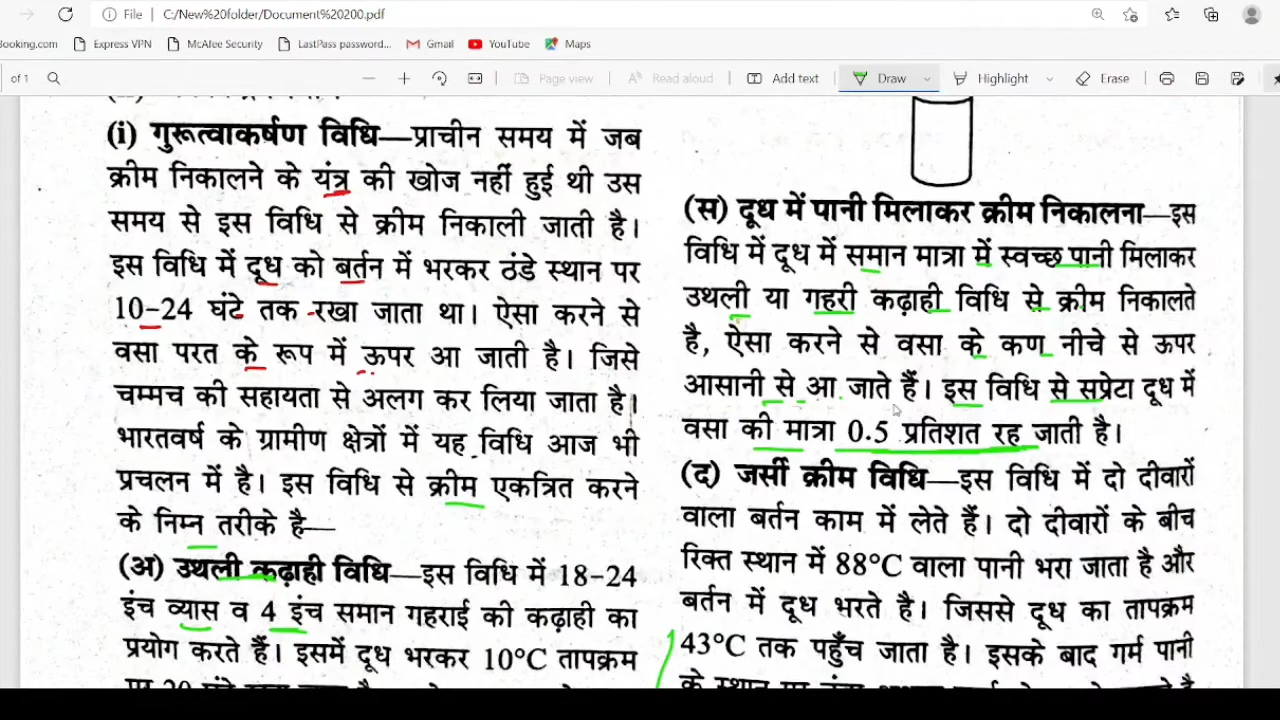 File
C:/New%20folder/Document%20200.pdf
Booking.com
Express VPN
McAfee Security
LastPass password...
Gmail
YouTube
Maps
of 1
Page view
Read aloud
Add text
Draw
Highlight
Erase
(i) गुरूत्वाकर्षण विधि—प्राचीन समय में जब
क्रीम निकालने के यंत्र की खोज नहीं हुई थी उस
समय से इस विधि से क्रीम निकाली जाती है।
इस विधि में दूध को बर्तन में भरकर ठंडे स्थान पर
10-24 घंटे तक रखा जाता था। ऐसा करने से
वसा परत के रूप में ऊपर आ जाती है। जिसे
चम्मच की सहायता से अलग कर लिया जाता है।
भारतवर्ष के ग्रामीण क्षेत्रों में यह विधि आज भी
प्रचलन में है। इस विधि से क्रीम एकत्रित करने
के निम्न तरीके है—
(अ) उथली कढ़ाही विधि—इस विधि में 18-24
इंच व्यास व 4 इंच समान गहराई की कढ़ाही का
प्रयोग करते हैं। इसमें दूध भरकर 10°C तापक्रम
(स) दूध में पानी मिलाकर क्रीम निकालना—इस
विधि में दूध में समान मात्रा में स्वच्छ पानी मिलाकर
उथली या गहरी कढ़ाही विधि से क्रीम निकालते
है, ऐसा करने से वसा के कण नीचे से ऊपर
आसानी से आ जाते हैं। इस विधि से सप्रेटा दूध में
वसा की मात्रा 0.5 प्रतिशत रह जाती है।
(द) जर्सी क्रीम विधि—इस विधि में दो दीवारों
वाला बर्तन काम में लेते हैं। दो दीवारों के बीच
रिक्त स्थान में 88°C वाला पानी भरा जाता है और
बर्तन में दूध भरते है। जिससे दूध का तापक्रम
43°C तक पहुँच जाता है। इसके बाद गर्म पानी